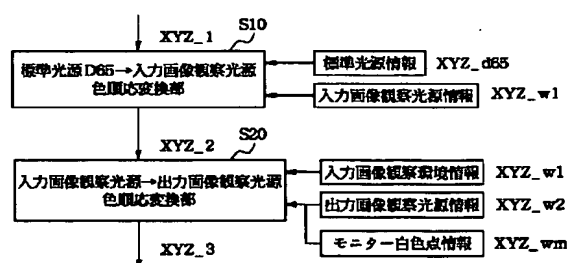 XYZ_1
S10
標準光源D65→入力画像観察光源
色順応変換部
標準光源情報 XYZ_d65
入力画像観察光源情報 XYZ_w1
XYZ_2
S20
入力画像観察光源→出力画像観察光源
色順応変換部
入力画像観察環境情報 XYZ_w1
出力画像観察光源情報 XYZ_w2
モニター白色点情報 XYZ_wm
XYZ_3